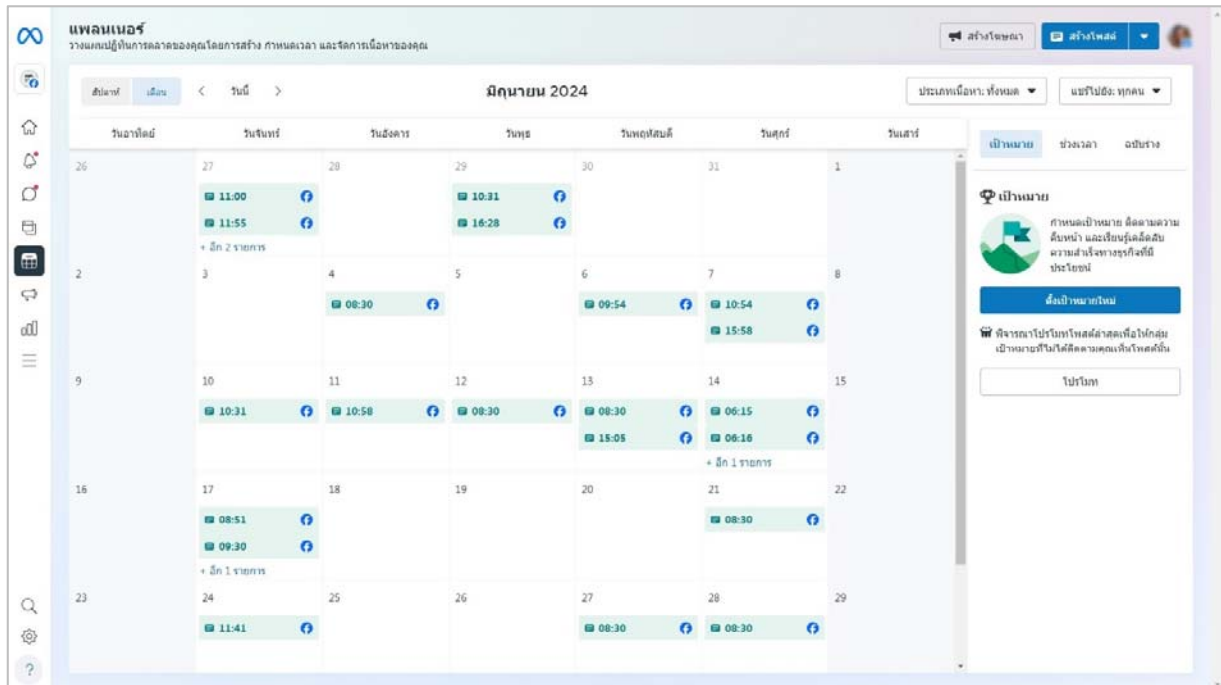 แพลนเนอร์
วางแผนปฏิทินการตลาดของคุณโดยการสร้าง กำหนดเวลา และจัดการเนื้อหาของคุณ
สร้างโฆษณา
สร้างโพสต์
สัปดาห์ เดือน วันนี้
มิถุนายน 2024
ประเภทเนื้อหา: ทั้งหมด
แชร์ไปยัง: ทุกคน
วันอาทิตย์ วันจันทร์ วันอังคาร วันพุธ วันพฤหัสบดี วันศุกร์ วันเสาร์
26 27 28 29 30 31 1
11:00 10:31
11:55 16:28
+ อีก 2 รายการ
2 3 4 5 6 7 8
08:30 09:54 10:54
15:58
9 10 11 12 13 14 15
10:31 10:58 08:30 08:30 06:15
15:05 06:16
+ อีก 1 รายการ
16 17 18 19 20 21 22
08:51 08:30
09:30
+ อีก 1 รายการ
23 24 25 26 27 28 29
11:41 08:30 08:30
เป้าหมาย ช่วงเวลา ฉบับร่าง
เป้าหมาย
กำหนดเป้าหมาย ติดตามความ
คืบหน้า และเรียนรู้เคล็ดลับ
ความสำเร็จทางธุรกิจที่มี
ประโยชน์
ตั้งเป้าหมายใหม่
พิจารณาโปรโมทโพสต์ล่าสุดเพื่อให้กลุ่ม
เป้าหมายที่ไม่ได้ติดตามคุณเห็นโพสต์นั้น
โปรโมท
?